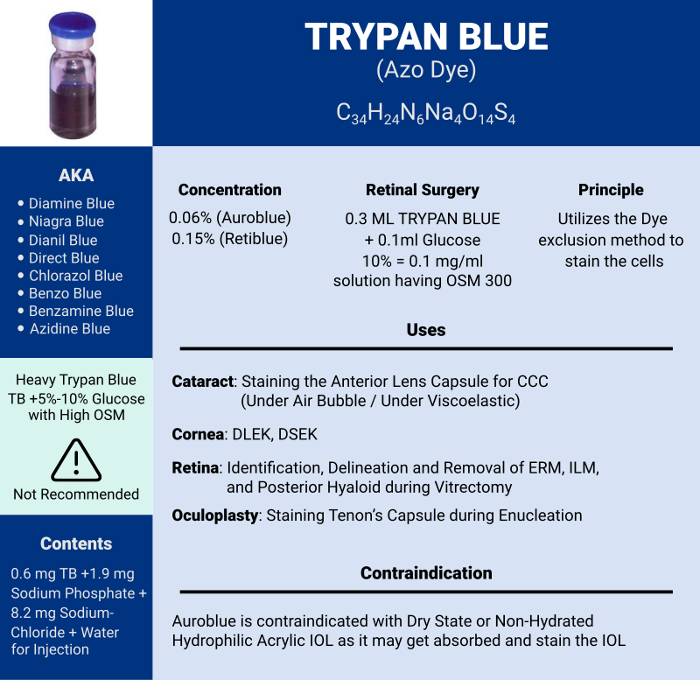 TRYPAN BLUE
(Azo Dye)
C₃₄H₂₄N₆Na₄O₁₄S₄
AKA
• Diamine Blue
• Niagra Blue
• Dianil Blue
• Direct Blue
• Chlorazol Blue
• Benzo Blue
• Benzamine Blue
• Azidine Blue
Heavy Trypan Blue
TB +5%-10% Glucose
with High OSM
Not Recommended
Contents
0.6 mg TB +1.9 mg
Sodium Phosphate +
8.2 mg Sodium-
Chloride + Water
for Injection
Concentration
0.06% (Auroblue)
0.15% (Retiblue)
Retinal Surgery
0.3 ML TRYPAN BLUE
+ 0.1ml Glucose
10% = 0.1 mg/ml
solution having OSM 300
Principle
Utilizes the Dye
exclusion method to
stain the cells
Uses
Cataract: Staining the Anterior Lens Capsule for CCC
(Under Air Bubble / Under Viscoelastic)
Cornea: DLEK, DSEK
Retina: Identification, Delineation and Removal of ERM, ILM,
and Posterior Hyaloid during Vitrectomy
Oculoplasty: Staining Tenon's Capsule during Enucleation
Contraindication
Auroblue is contraindicated with Dry State or Non-Hydrated
Hydrophilic Acrylic IOL as it may get absorbed and stain the IOL